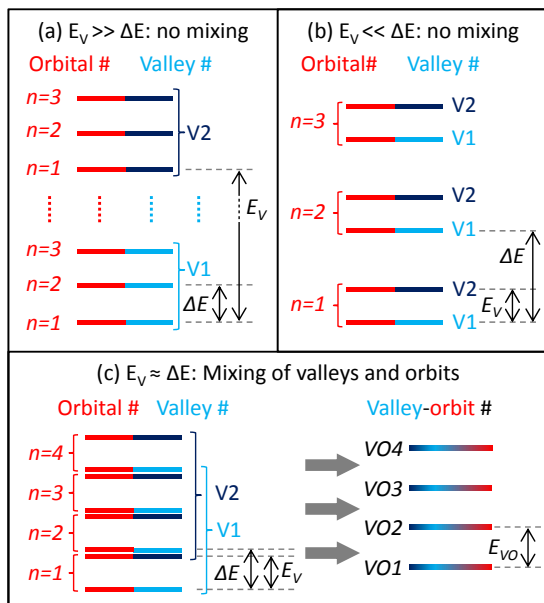 (a) E_V >> ΔE: no mixing
Orbital # Valley #
n=3
n=2
V2
n=1
E_V
n=3
V1
n=2
ΔE
n=1
(b) E_V << ΔE: no mixing
Orbital# Valley #
V2
n=3
V1
V2
n=2
V1
ΔE
V2
n=1
E_V
V1
(c) E_V ≈ ΔE: Mixing of valleys and orbits
Orbital # Valley #
n=4
n=3
V2
V1
n=2
n=1
ΔE E_V
Valley-orbit #
VO4
VO3
VO2
E_VO
VO1